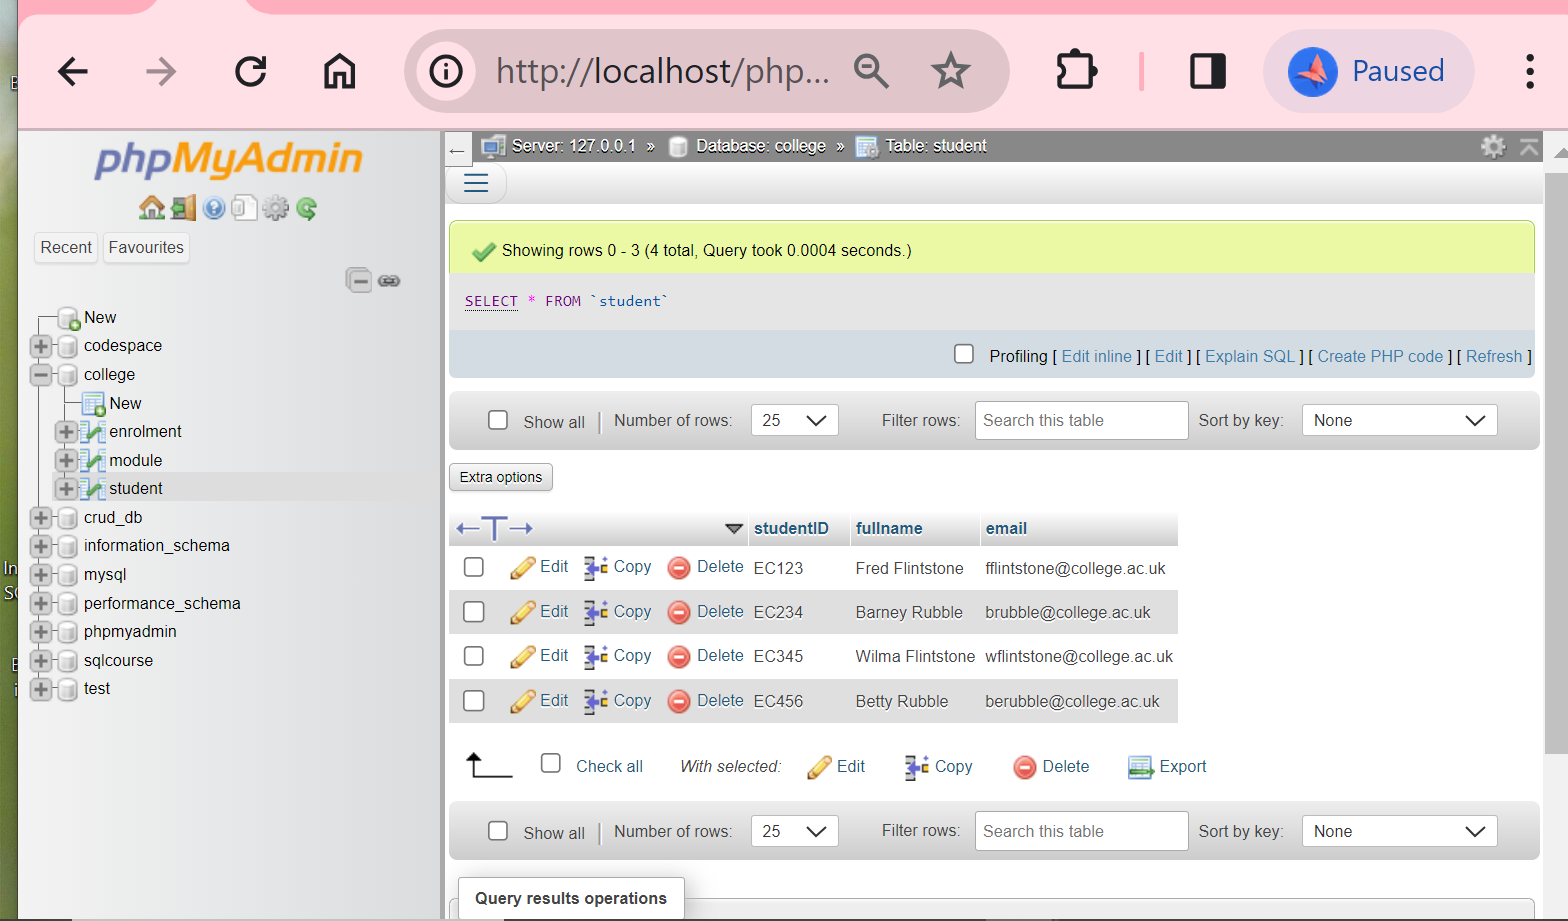 http://localhost/php...
Paused
phpMyAdmin
Recent
Favourites
New
codespace
college
New
enrolment
module
student
crud_db
information_schema
mysql
performance_schema
phpmyadmin
sqlcourse
test
Server: 127.0.0.1 » Database: college » Table: student
Showing rows 0 - 3 (4 total, Query took 0.0004 seconds.)
SELECT * FROM `student`
Profiling [ Edit inline ] [ Edit ] [ Explain SQL ] [ Create PHP code ] [ Refresh ]
Show all | Number of rows: 25 Filter rows: Search this table Sort by key: None
Extra options
studentID fullname email
Edit Copy Delete EC123 Fred Flintstone fflintstone@college.ac.uk
Edit Copy Delete EC234 Barney Rubble brubble@college.ac.uk
Edit Copy Delete EC345 Wilma Flintstone wflintstone@college.ac.uk
Edit Copy Delete EC456 Betty Rubble berubble@college.ac.uk
Check all With selected: Edit Copy Delete Export
Show all | Number of rows: 25 Filter rows: Search this table Sort by key: None
Query results operations